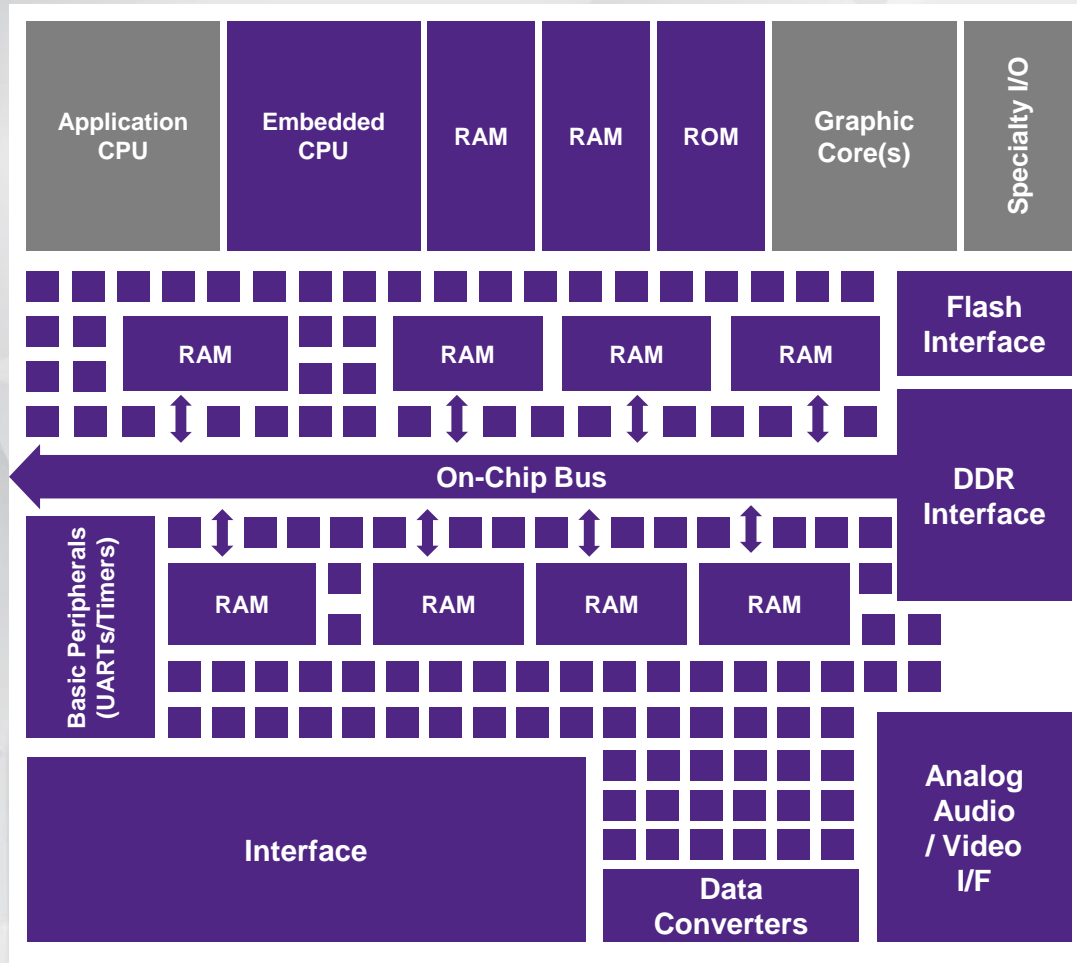 Application
CPU
Embedded
CPU
RAM
RAM
ROM
Graphic
Core(s)
Specialty I/O
Flash
Interface
RAM
RAM
RAM
RAM
On-Chip Bus
DDR
Interface
Basic Peripherals
(UARTs/Timers)
RAM
RAM
RAM
RAM
Interface
Data
Converters
Analog
Audio
/ Video
I/F